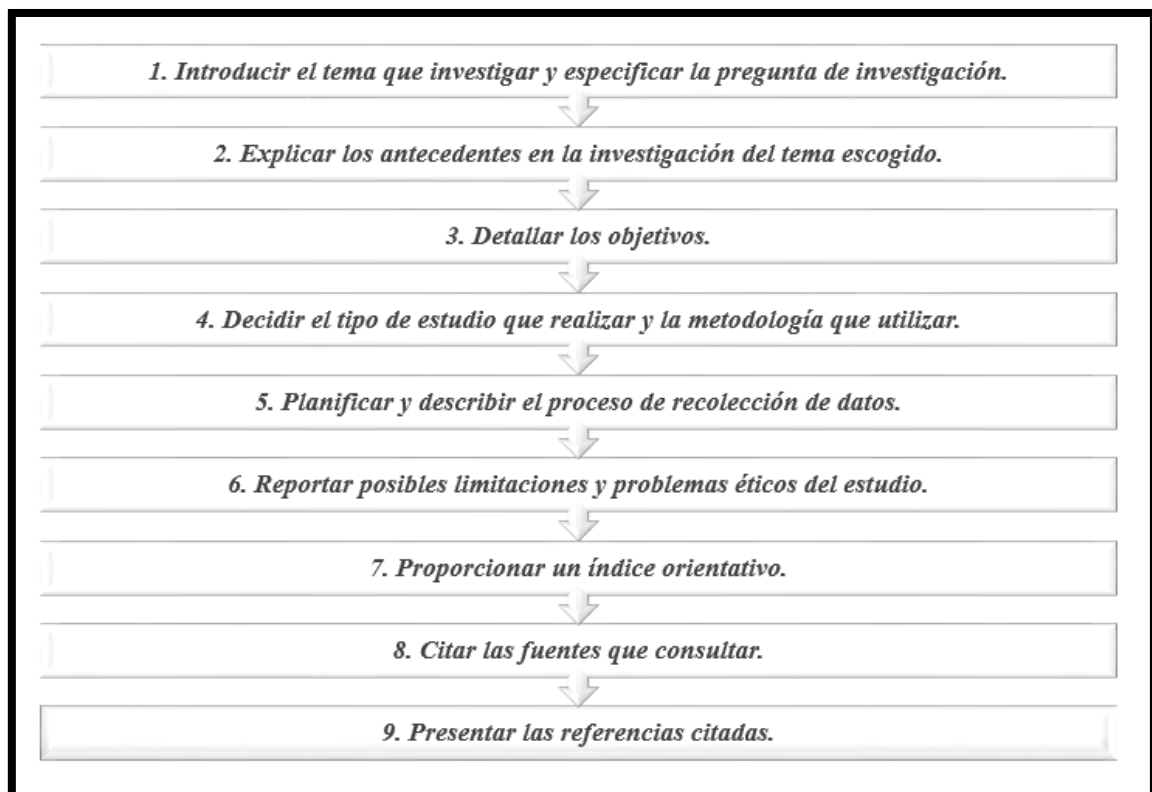 1. Introducir el tema que investigar y especificar la pregunta de investigación.
2. Explicar los antecedentes en la investigación del tema escogido.
3. Detallar los objetivos.
4. Decidir el tipo de estudio que realizar y la metodología que utilizar.
5. Planificar y describir el proceso de recolección de datos.
6. Reportar posibles limitaciones y problemas éticos del estudio.
7. Proporcionar un índice orientativo.
8. Citar las fuentes que consultar.
9. Presentar las referencias citadas.